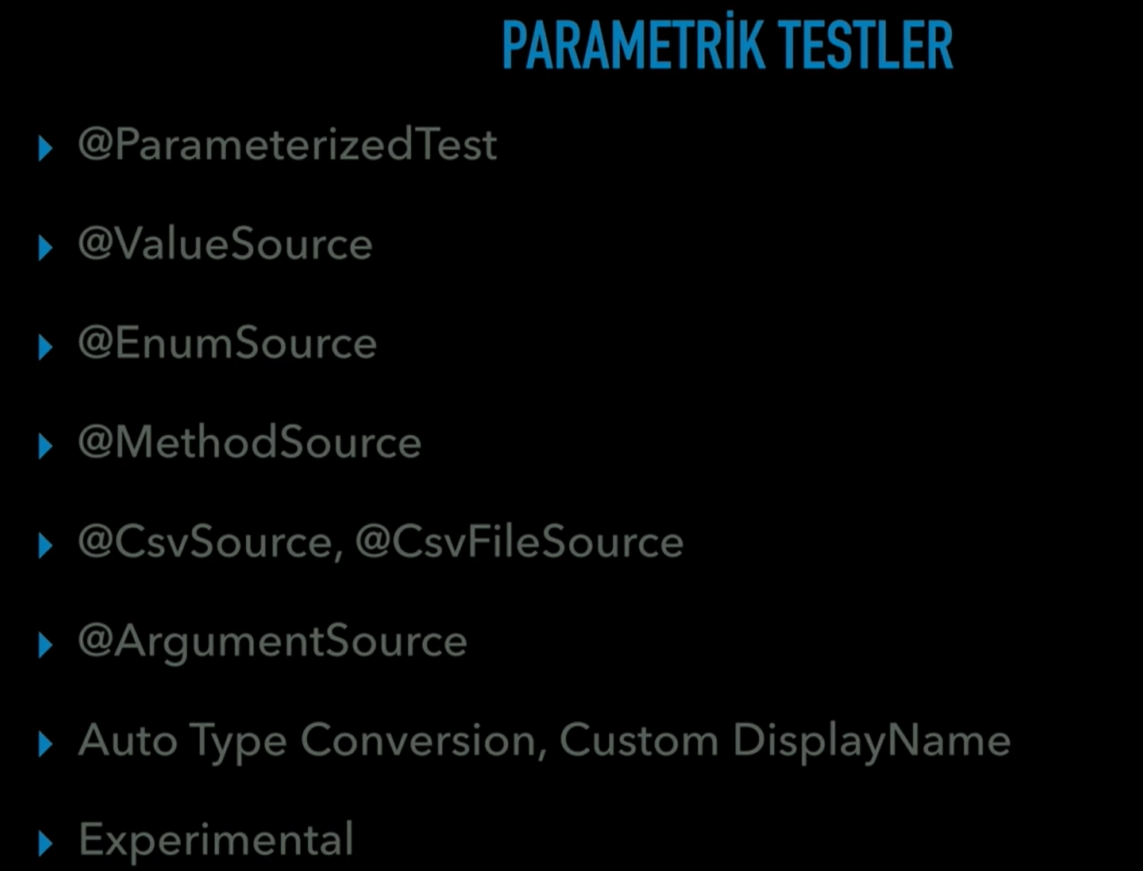 PARAMETRİK TESTLER
@ParameterizedTest
@ValueSource
@EnumSource
@MethodSource
@CsvSource, @CsvFileSource
@ArgumentSource
Auto Type Conversion, Custom DisplayName
Experimental